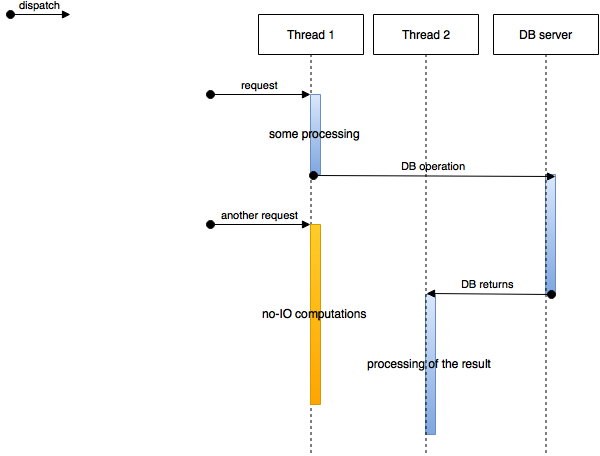 dispatch
Thread 1
Thread 2
DB server
request
some processing
DB operation
another request
DB returns
no-IO computations
processing of the result